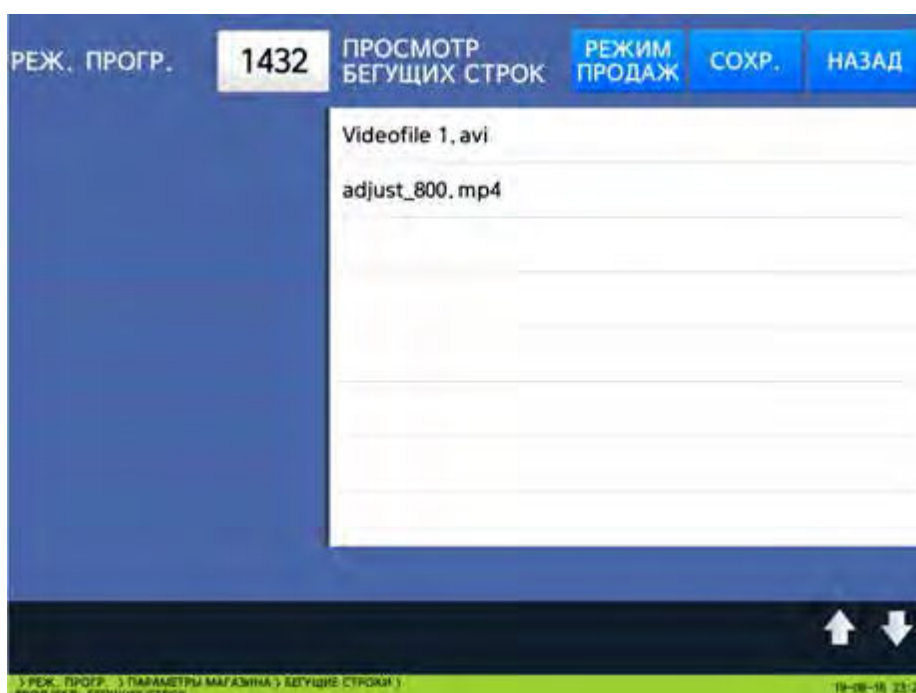 РЕЖ. ПРОГР.
1432
ПРОСМОТР
БЕГУЩИХ СТРОК
РЕЖИМ
ПРОДАЖ
СОХР.
НАЗАД
Videofile 1.avi
adjust_800.mp4
> РЕЖ. ПРОГР. > ПАРАМЕТРЫ МАГАЗИНА > БЕГУЩИЕ СТРОКИ >